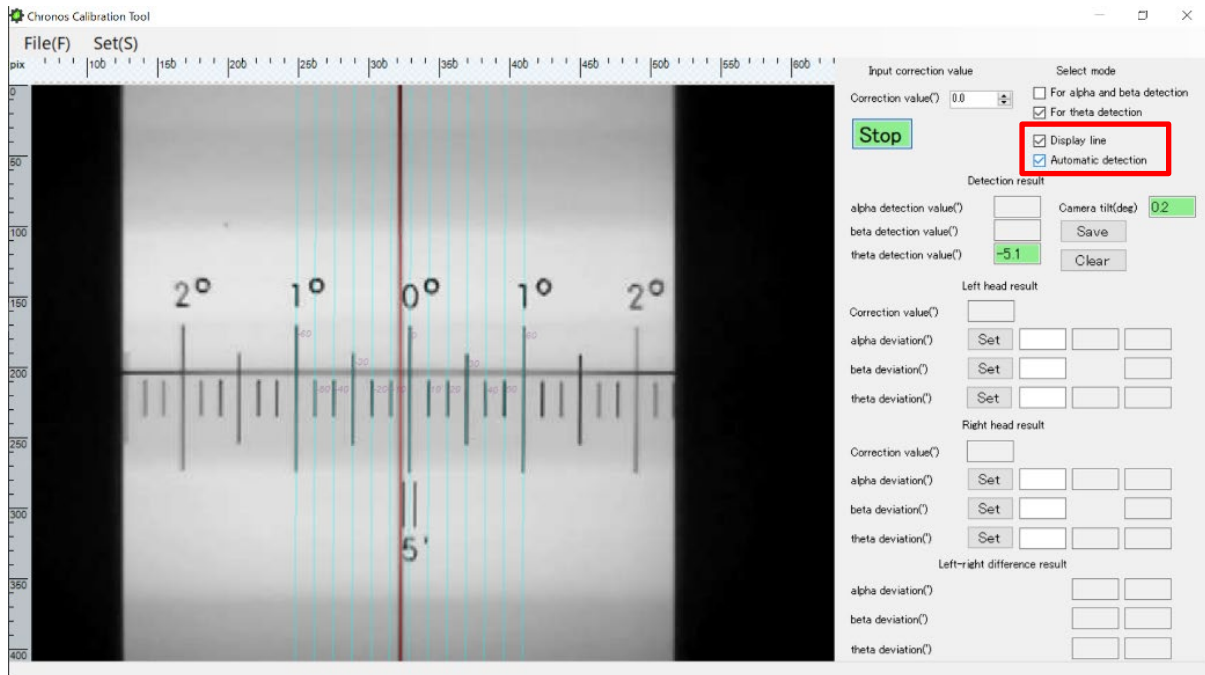 Chronos Calibration Tool
File(F) Set(S)
pix 100 150 200 250 300 350 400 450 500 550 600
0
50
100
150
200
250
300
350
400
2° 1° 0° 1° 2°
-60 0 60
-30 30
5'
Input correction value
Correction value(') 0.0
Stop
Select mode
For alpha and beta detection
For theta detection
Display line
Automatic detection
Detection result
alpha detection value(') Camera tilt(deg) 0.2
beta detection value(') Save
theta detection value(') -5.1 Clear
Left head result
Correction value(')
alpha deviation(') Set
beta deviation(') Set
theta deviation(') Set
Right head result
Correction value(')
alpha deviation(') Set
beta deviation(') Set
theta deviation(') Set
Left-right difference result
alpha deviation(')
beta deviation(')
theta deviation(')